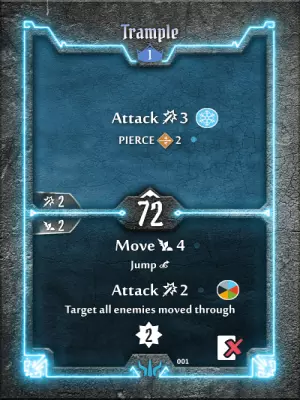 Trample
1
Attack 3
PIERCE 2
2
72
2
Move 4
Jump
Attack 2
Target all enemies moved through
2
001